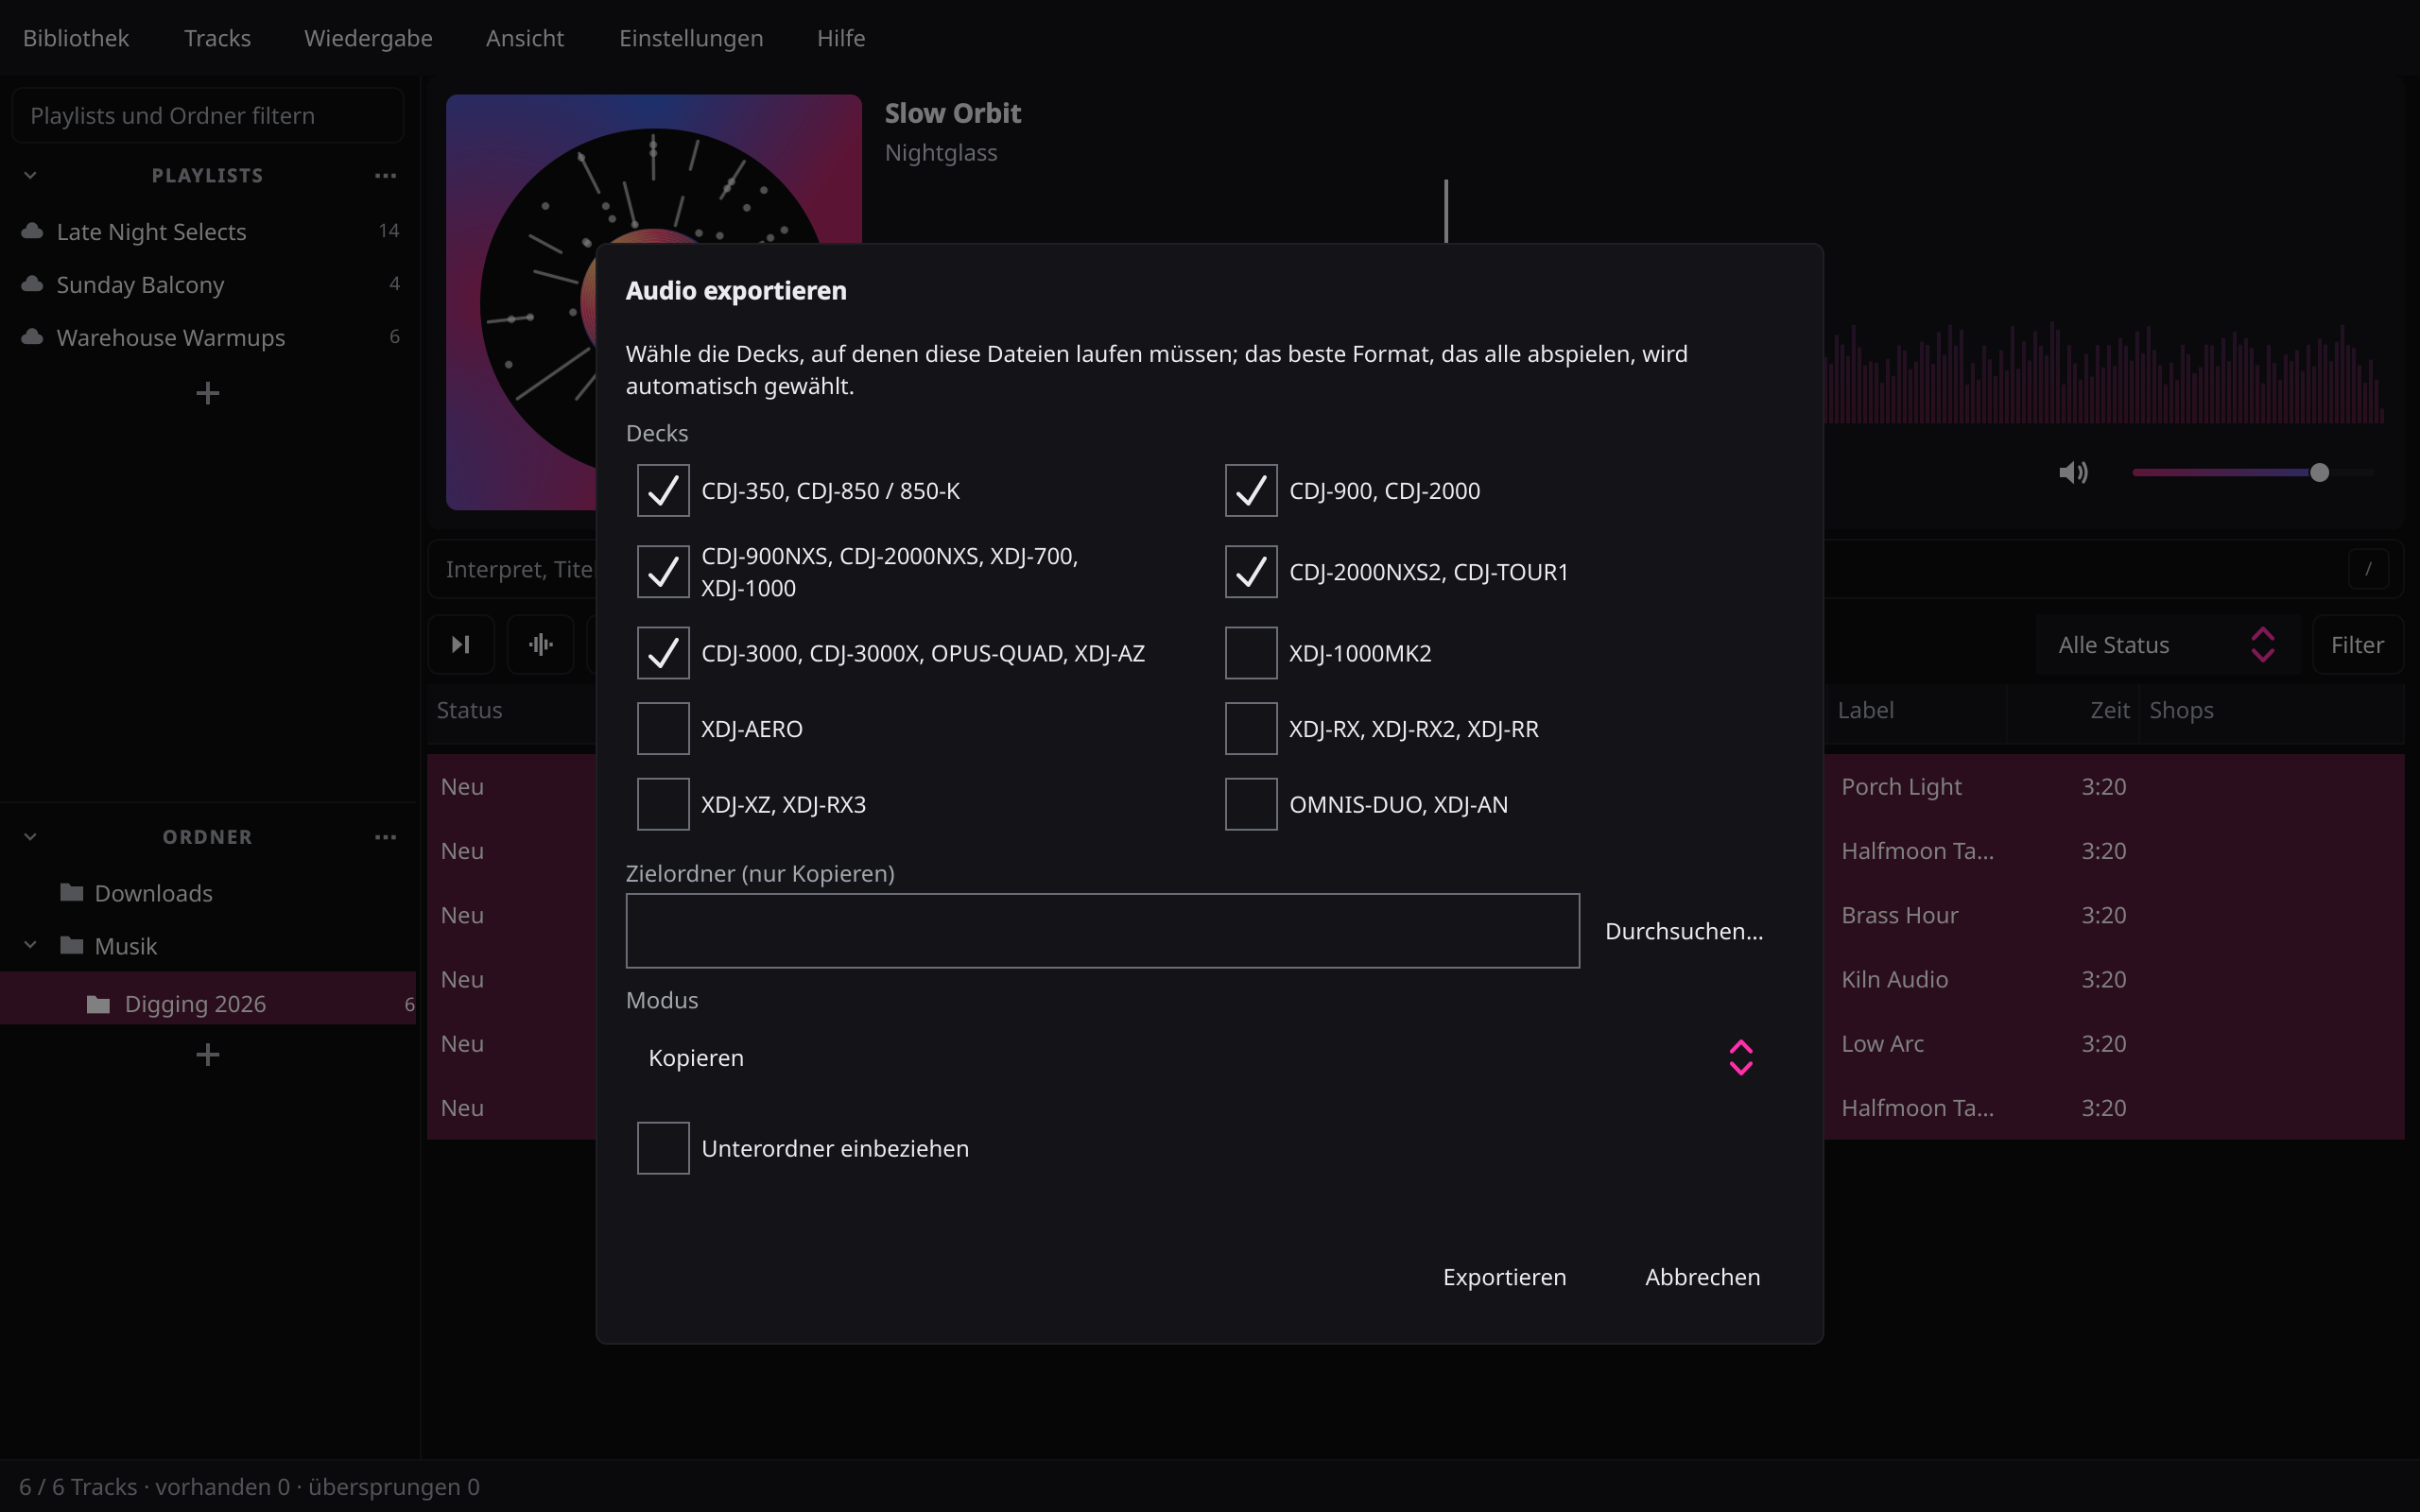 Bibliothek Tracks Wiedergabe Ansicht Einstellungen Hilfe
Playlists und Ordner filtern
PLAYLISTS
Late Night Selects 14
Sunday Balcony 4
Warehouse Warmups 6
ORDNER
Downloads
Musik
Digging 2026 6
Slow Orbit
Nightglass
Interpret, Tite
/
Alle Status
Filter
Status Label Zeit Shops
Neu Porch Light 3:20
Neu Halfmoon Ta... 3:20
Neu Brass Hour 3:20
Neu Kiln Audio 3:20
Neu Low Arc 3:20
Neu Halfmoon Ta... 3:20
Audio exportieren
Wähle die Decks, auf denen diese Dateien laufen müssen; das beste Format, das alle abspielen, wird
automatisch gewählt.
Decks
CDJ-350, CDJ-850 / 850-K
CDJ-900, CDJ-2000
CDJ-900NXS, CDJ-2000NXS, XDJ-700,
XDJ-1000
CDJ-2000NXS2, CDJ-TOUR1
CDJ-3000, CDJ-3000X, OPUS-QUAD, XDJ-AZ
XDJ-1000MK2
XDJ-AERO
XDJ-RX, XDJ-RX2, XDJ-RR
XDJ-XZ, XDJ-RX3
OMNIS-DUO, XDJ-AN
Zielordner (nur Kopieren)
Durchsuchen...
Modus
Kopieren
Unterordner einbeziehen
Exportieren
Abbrechen
6 / 6 Tracks · vorhanden 0 · übersprungen 0